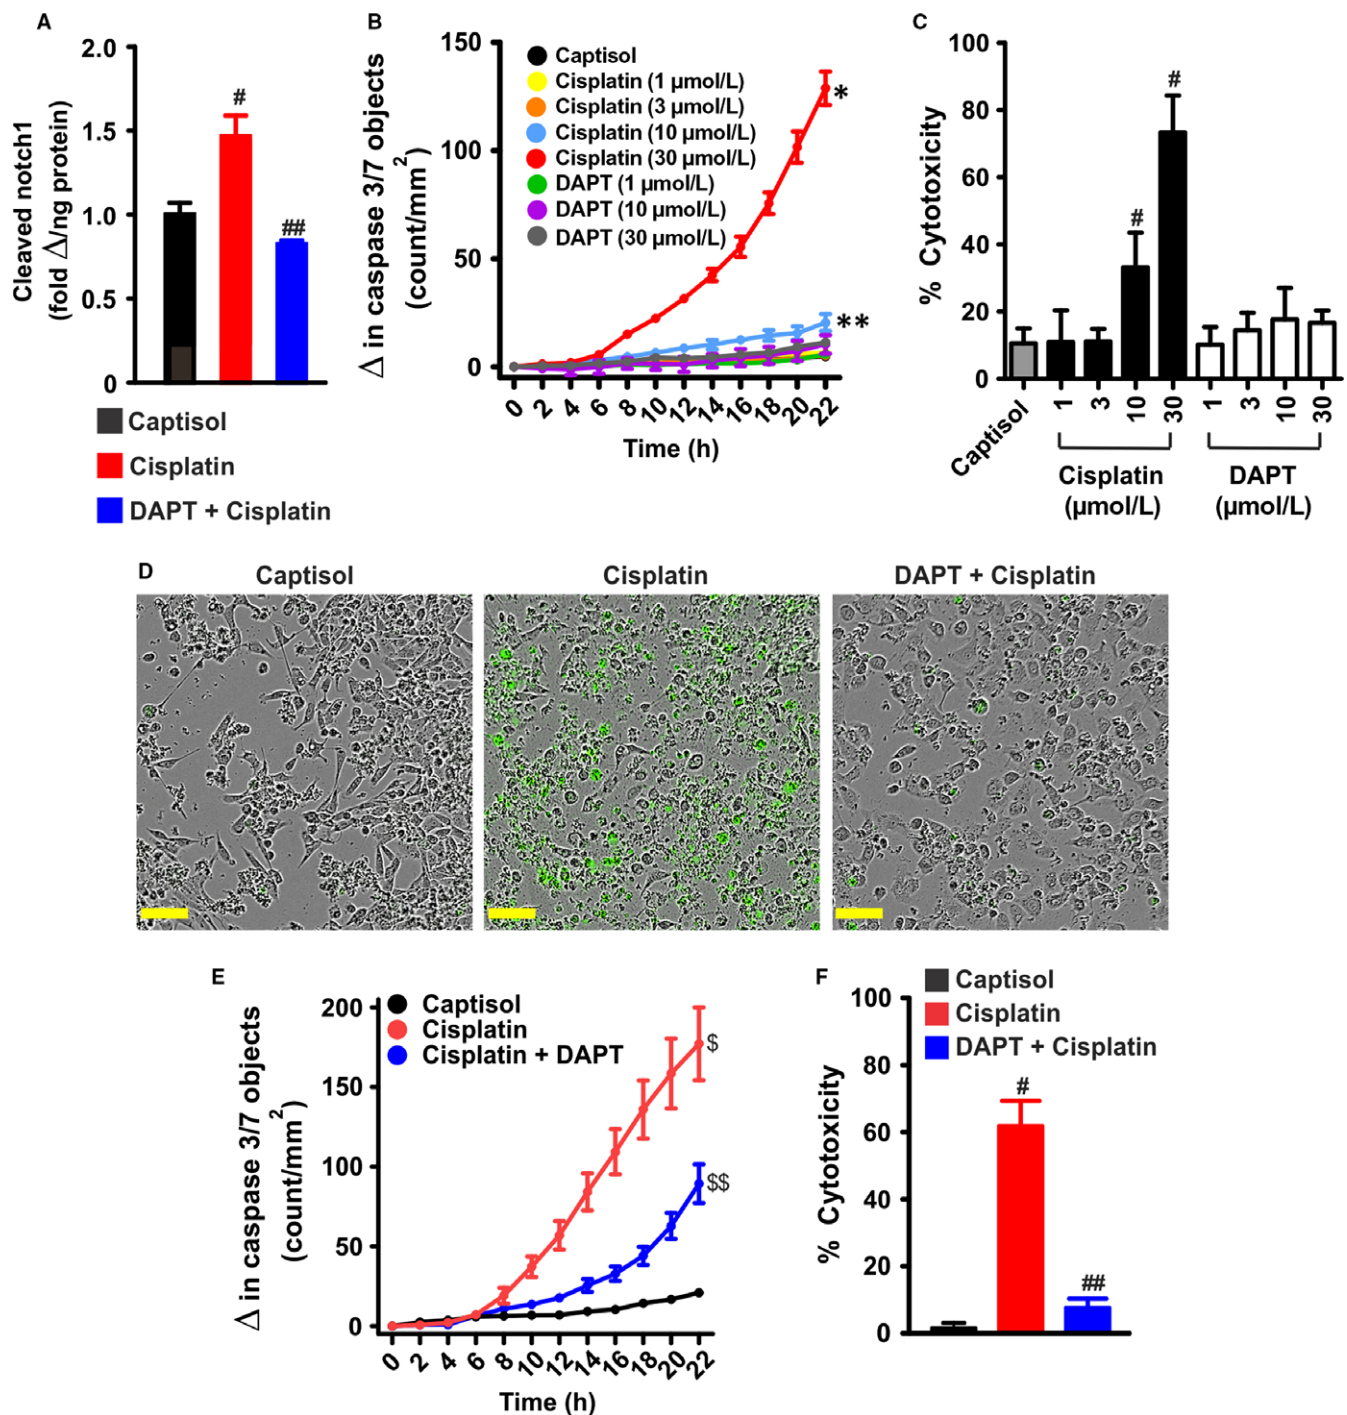 A
Cleaved notch1
(fold Δ/ng protein)
2.0
1.5
1.0
0.5
0
#
##
Captisol
Cisplatin
DAPT + Cisplatin
B
Δ in caspase 3/7 objects
(count/mm2)
150
100
50
0
Captisol
Cisplatin (1 µmol/L)
Cisplatin (3 µmol/L)
Cisplatin (10 µmol/L)
Cisplatin (30 µmol/L)
DAPT (1 µmol/L)
DAPT (10 µmol/L)
DAPT (30 µmol/L)
*
**
0 2 4 6 8 10 12 14 16 18 20 22
Time (h)
C
% Cytotoxicity
100
80
60
40
20
0
#
#
Captisol 1 3 10 30 1 3 10 30
Cisplatin DAPT
(µmol/L) (µmol/L)
D
Captisol Cisplatin DAPT + Cisplatin
E
Δ in caspase 3/7 objects
(count/mm2)
200
150
100
50
0
Captisol
Cisplatin
Cisplatin + DAPT
$
$$
0 2 4 6 8 10 12 14 16 18 20 22
Time (h)
F
Captisol
Cisplatin
DAPT + Cisplatin
% Cytotoxicity
100
80
60
40
20
0
#
##